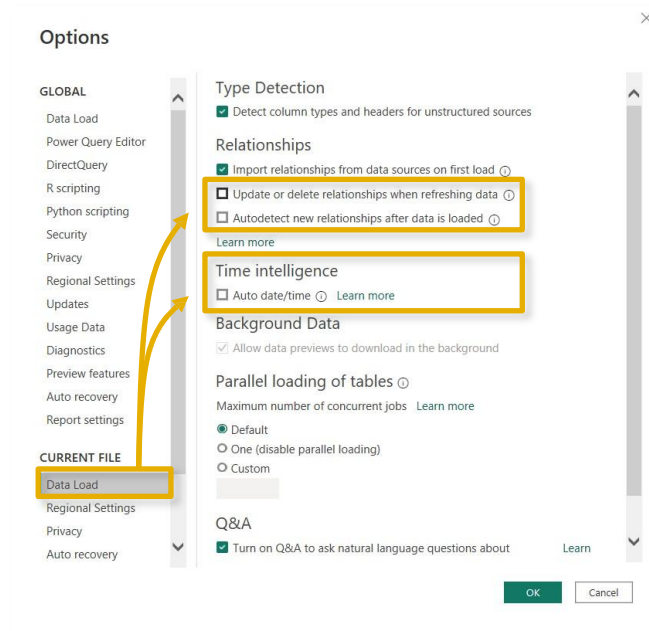 Options
GLOBAL
Data Load
Power Query Editor
DirectQuery
R scripting
Python scripting
Security
Privacy
Regional Settings
Updates
Usage Data
Diagnostics
Preview features
Auto recovery
Report settings
CURRENT FILE
Data Load
Regional Settings
Privacy
Auto recovery
Type Detection
Detect column types and headers for unstructured sources
Relationships
Import relationships from data sources on first load
Update or delete relationships when refreshing data
Autodetect new relationships after data is loaded
Learn more
Time intelligence
Auto date/time Learn more
Background Data
Allow data previews to download in the background
Parallel loading of tables
Maximum number of concurrent jobs Learn more
Default
One (disable parallel loading)
Custom
Q&A
Turn on Q&A to ask natural language questions about Learn
OK Cancel